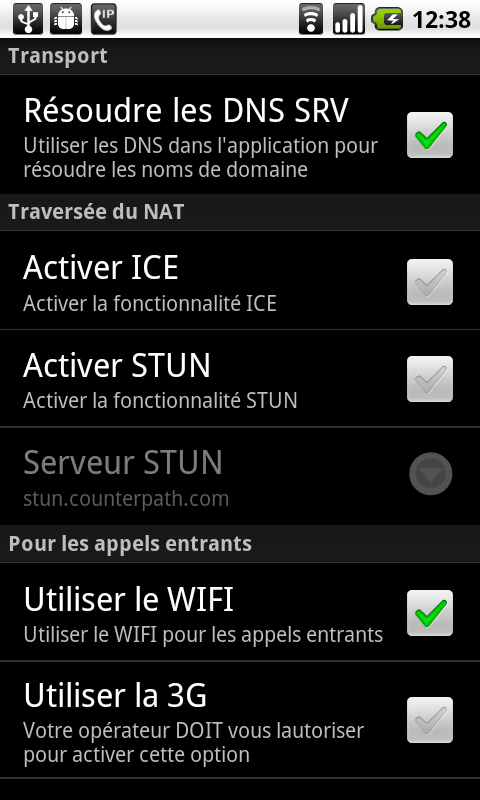 IP
12:38
Transport
Résoudre les DNS SRV
Utiliser les DNS dans l'application pour
résoudre les noms de domaine
Traversée du NAT
Activer ICE
Activer la fonctionnalité ICE
Activer STUN
Activer la fonctionnalité STUN
Serveur STUN
stun.counterpath.com
Pour les appels entrants
Utiliser le WIFI
Utiliser le WIFI pour les appels entrants
Utiliser la 3G
Votre opérateur DOIT vous lautoriser
pour activer cette option